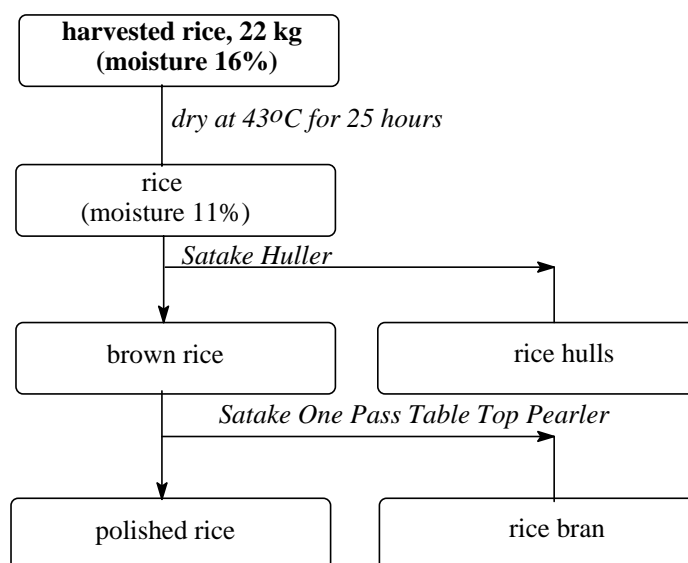 harvested rice, 22 kg
(moisture 16%)
dry at 43ºC for 25 hours
rice
(moisture 11%)
Satake Huller
brown rice
rice hulls
Satake One Pass Table Top Pearler
polished rice
rice bran